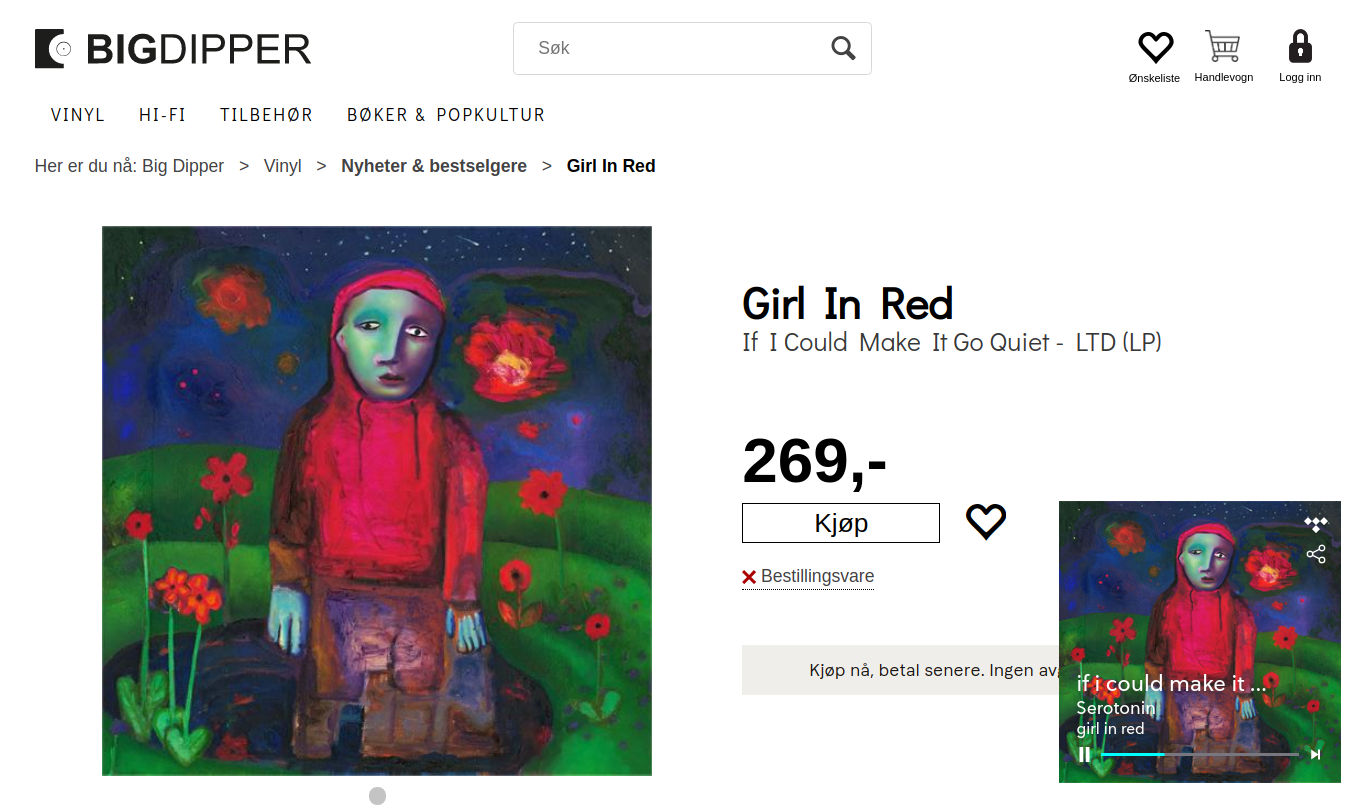 BIGDIPPER
Søk
Ønskeliste
Handlevogn
Logg inn
VINYL HI-FI TILBEHØR BØKER & POPKULTUR
Her er du nå: Big Dipper > Vinyl > Nyheter & bestselgere > Girl In Red
Girl In Red
If I Could Make It Go Quiet - LTD (LP)
269,-
Kjøp
Bestillingsvare
Kjøp nå, betal senere. Ingen
if i could make it ...
Serotonin
girl in red